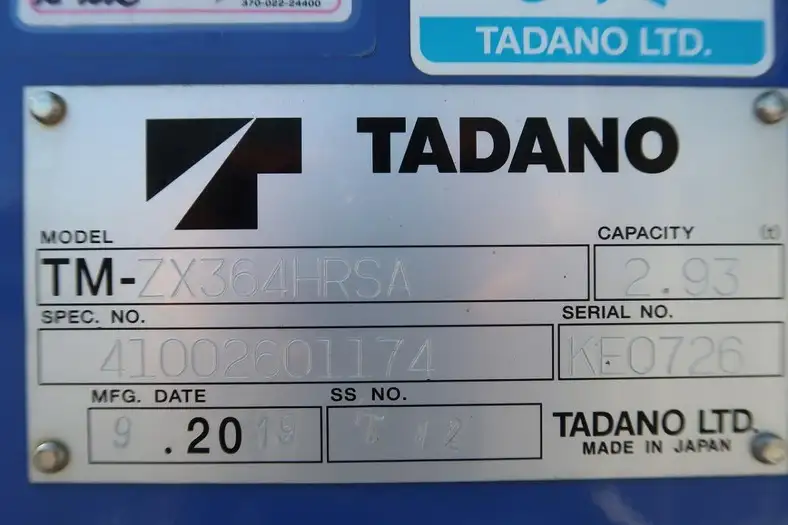 370-022-24400
TADANO LTD.
TADANO
MODEL
TM-ZX364HRSA
CAPACITY (t)
2.93
SPEC. NO.
41002601174
SERIAL NO.
KE0726
MFG. DATE
9 .2019
SS NO.
T 12
TADANO LTD.
MADE IN JAPAN